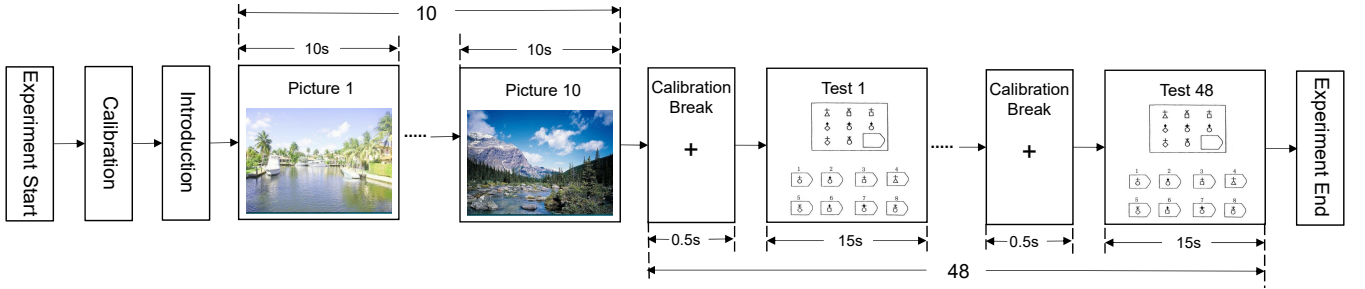 10
10s
10s
Experiment Start
Calibration
Introduction
Picture 1
.....
Picture 10
Calibration
Break
+
Test 1
1 2 3 4
5 6 7 8
.....
Calibration
Break
+
Test 48
1 2 3 4
5 6 7 8
Experiment End
0.5s
15s
0.5s
15s
48